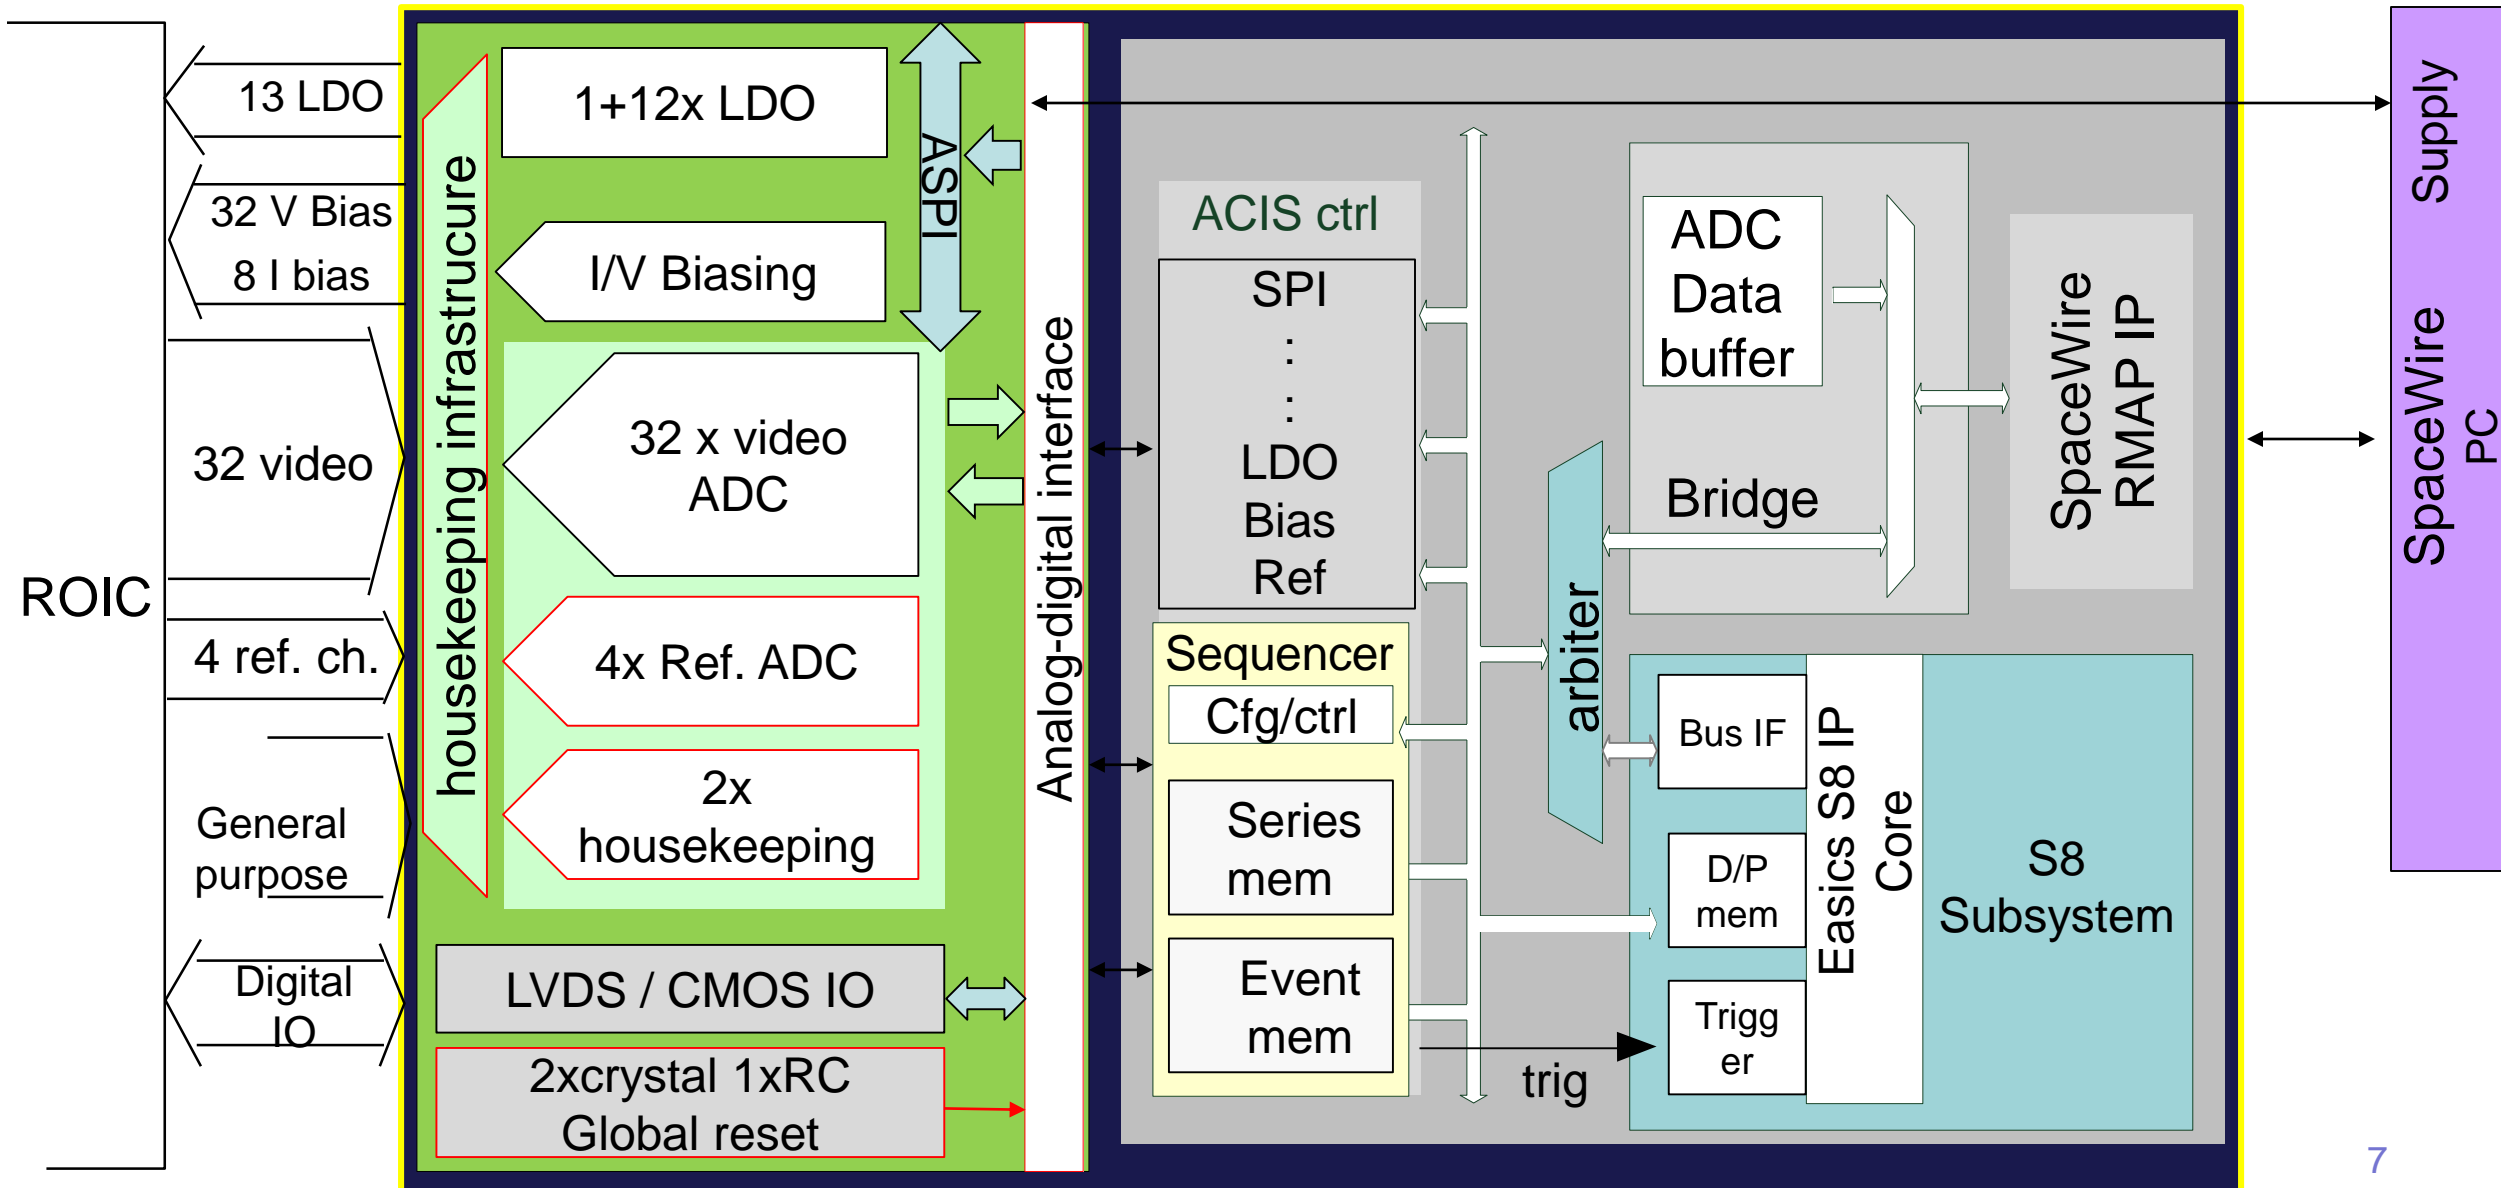 ROIC
13 LDO
32 V Bias
8 I bias
32 video
4 ref. ch.
General
purpose
Digital
IO
housekeeping infrastrucure
1+12x LDO
ASPI
I/V Biasing
32 x video
ADC
4x Ref. ADC
2x
housekeeping
LVDS / CMOS IO
2xcrystal 1xRC
Global reset
Analog-digital interface
ACIS ctrl
SPI
:
:
LDO
Bias
Ref
Sequencer
Cfg/ctrl
Series
mem
Event
mem
trig
arbiter
ADC
Data
buffer
Bridge
SpaceWire
RMAP IP
Bus IF
D/P
mem
Trigg
er
Easics S8 IP
Core
S8
Subsystem
Supply
SpaceWire
PC
7